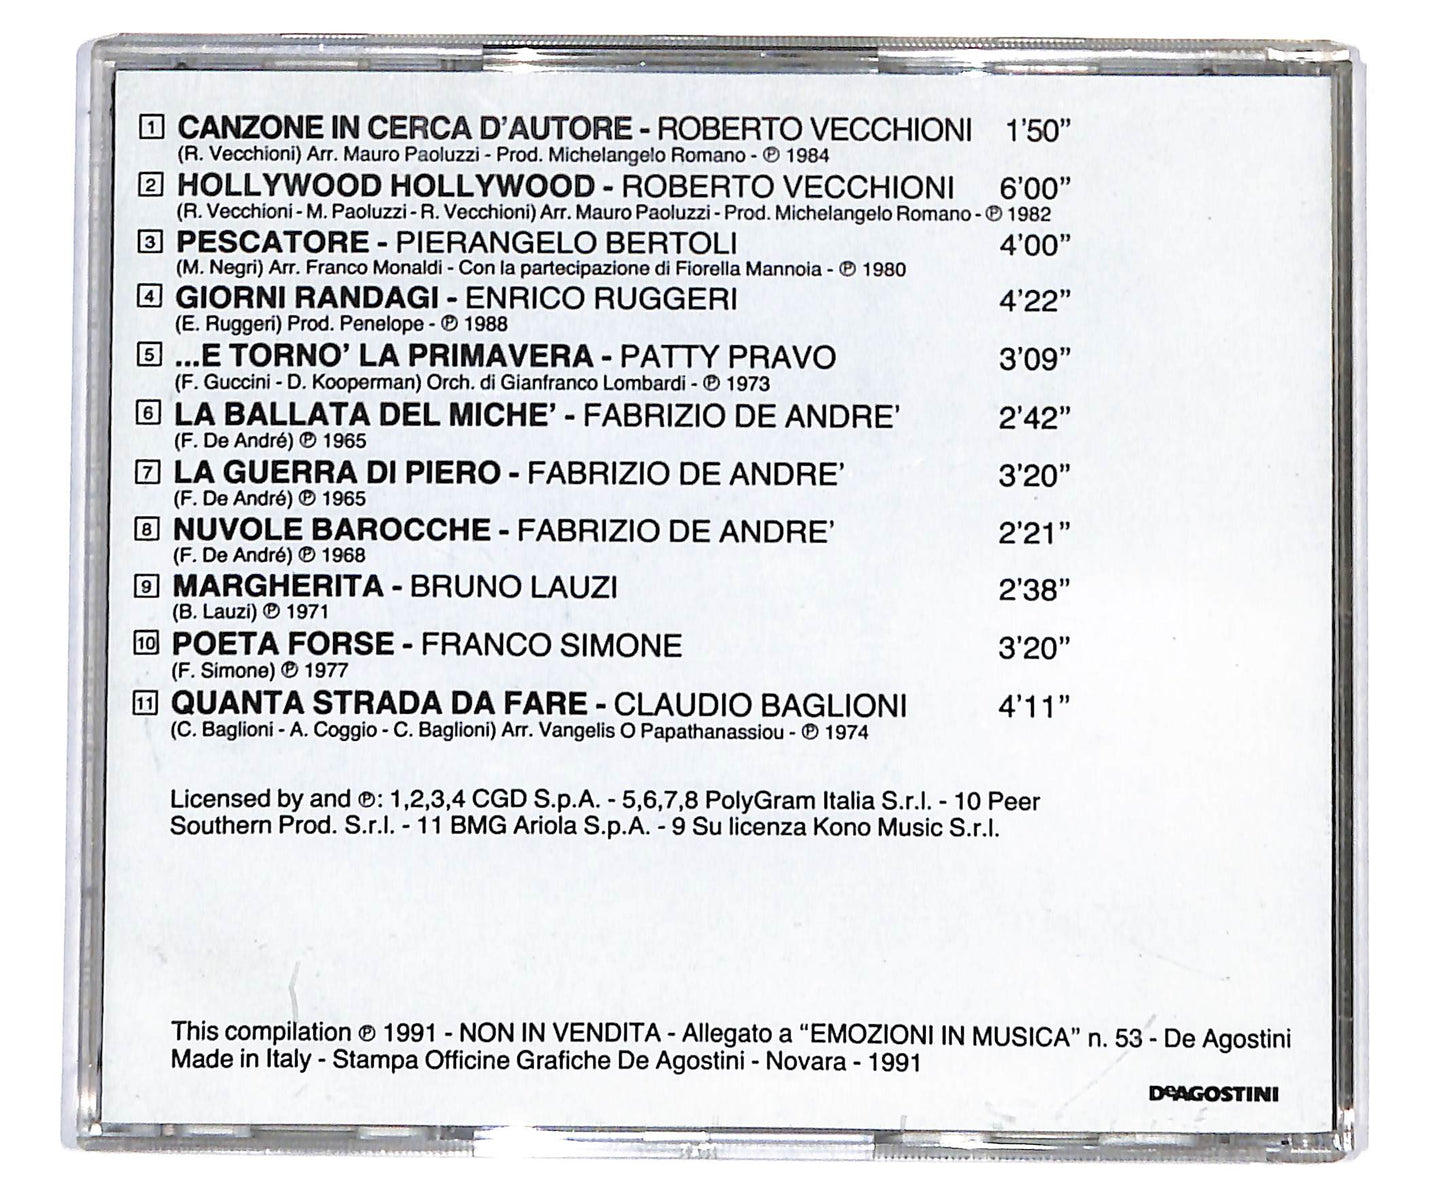 1 CANZONE IN CERCA D'AUTORE - ROBERTO VECCHIONI 1'50"
(R. Vecchioni) Arr. Mauro Paoluzzi - Prod. Michelangelo Romano - ℗ 1984
2 HOLLYWOOD HOLLYWOOD - ROBERTO VECCHIONI 6'00"
(R. Vecchioni - M. Paoluzzi - R. Vecchioni) Arr. Mauro Paoluzzi - Prod. Michelangelo Romano - ℗ 1982
3 PESCATORE - PIERANGELO BERTOLI 4'00"
(M. Negri) Arr. Franco Monaldi - Con la partecipazione di Fiorella Mannoia - ℗ 1980
4 GIORNI RANDAGI - ENRICO RUGGERI 4'22"
(E. Ruggeri) Prod. Penelope - ℗ 1988
5 ...E TORNO' LA PRIMAVERA - PATTY PRAVO 3'09"
(F. Guccini - D. Kooperman) Orch. di Gianfranco Lombardi - ℗ 1973
6 LA BALLATA DEL MICHE' - FABRIZIO DE ANDRE' 2'42"
(F. De André) ℗ 1965
7 LA GUERRA DI PIERO - FABRIZIO DE ANDRE' 3'20"
(F. De André) ℗ 1965
8 NUVOLE BAROCCHE - FABRIZIO DE ANDRE' 2'21"
(F. De André) ℗ 1968
9 MARGHERITA - BRUNO LAUZI 2'38"
(B. Lauzi) ℗ 1971
10 POETA FORSE - FRANCO SIMONE 3'20"
(F. Simone) ℗ 1977
11 QUANTA STRADA DA FARE - CLAUDIO BAGLIONI 4'11"
(C. Baglioni - A. Coggio - C. Baglioni) Arr. Vangelis O Papathanassiou - ℗ 1974
Licensed by and ℗: 1,2,3,4 CGD S.p.A. - 5,6,7,8 PolyGram Italia S.r.l. - 10 Peer
Southern Prod. S.r.l. - 11 BMG Ariola S.p.A. - 9 Su licenza Kono Music S.r.l.
This compilation ℗ 1991 - NON IN VENDITA - Allegato a "EMOZIONI IN MUSICA" n. 53 - De Agostini
Made in Italy - Stampa Officine Grafiche De Agostini - Novara - 1991
DeAGOSTINI